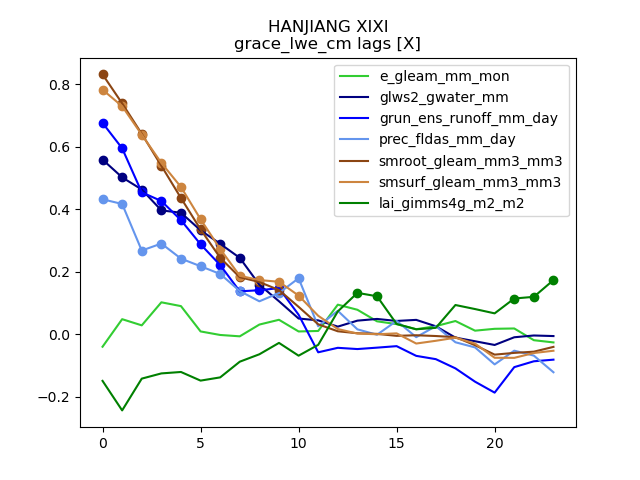 HANJIANG XIXI
grace_lwe_cm lags [X]
e_gleam_mm_mon
glws2_gwater_mm
grun_ens_runoff_mm_day
prec_fldas_mm_day
smroot_gleam_mm3_mm3
smsurf_gleam_mm3_mm3
lai_gimms4g_m2_m2
0.8
0.6
0.4
0.2
0.0
−0.2
0 5 10 15 20